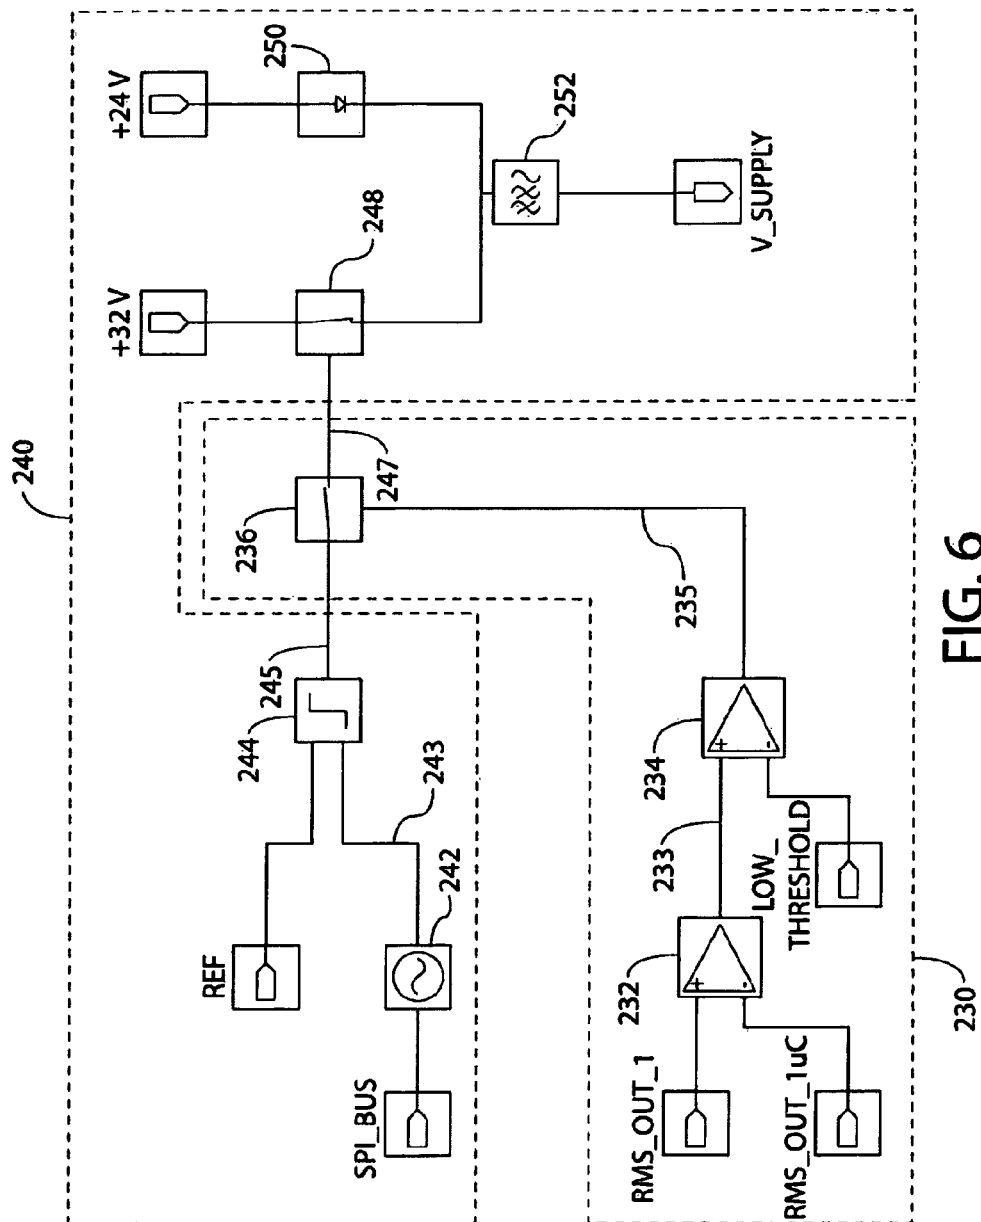 240
+32 V
+24 V
REF
244
236
245
250
SPI_BUS
248
247
243
242
252
232
RMS_OUT_1
234
233
235
V_SUPPLY
LOW_
THRESHOLD
RMS_OUT_1uC
230
FIG. 6